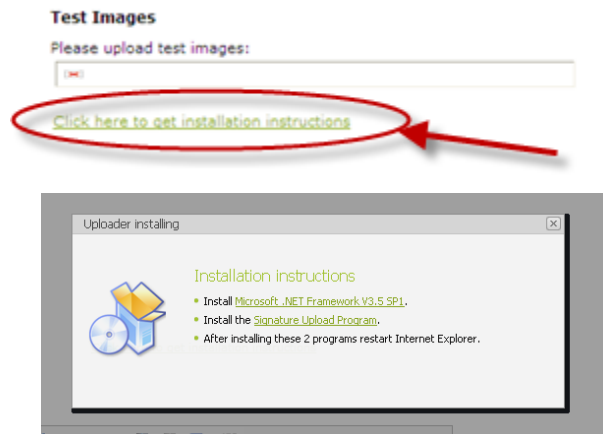 Test Images
Please upload test images:
Click here to get installation instructions
Uploader installing
Installation instructions
Install Microsoft .NET Framework V3.5 SP1.
Install the Signature Upload Program.
After installing these 2 programs restart Internet Explorer.